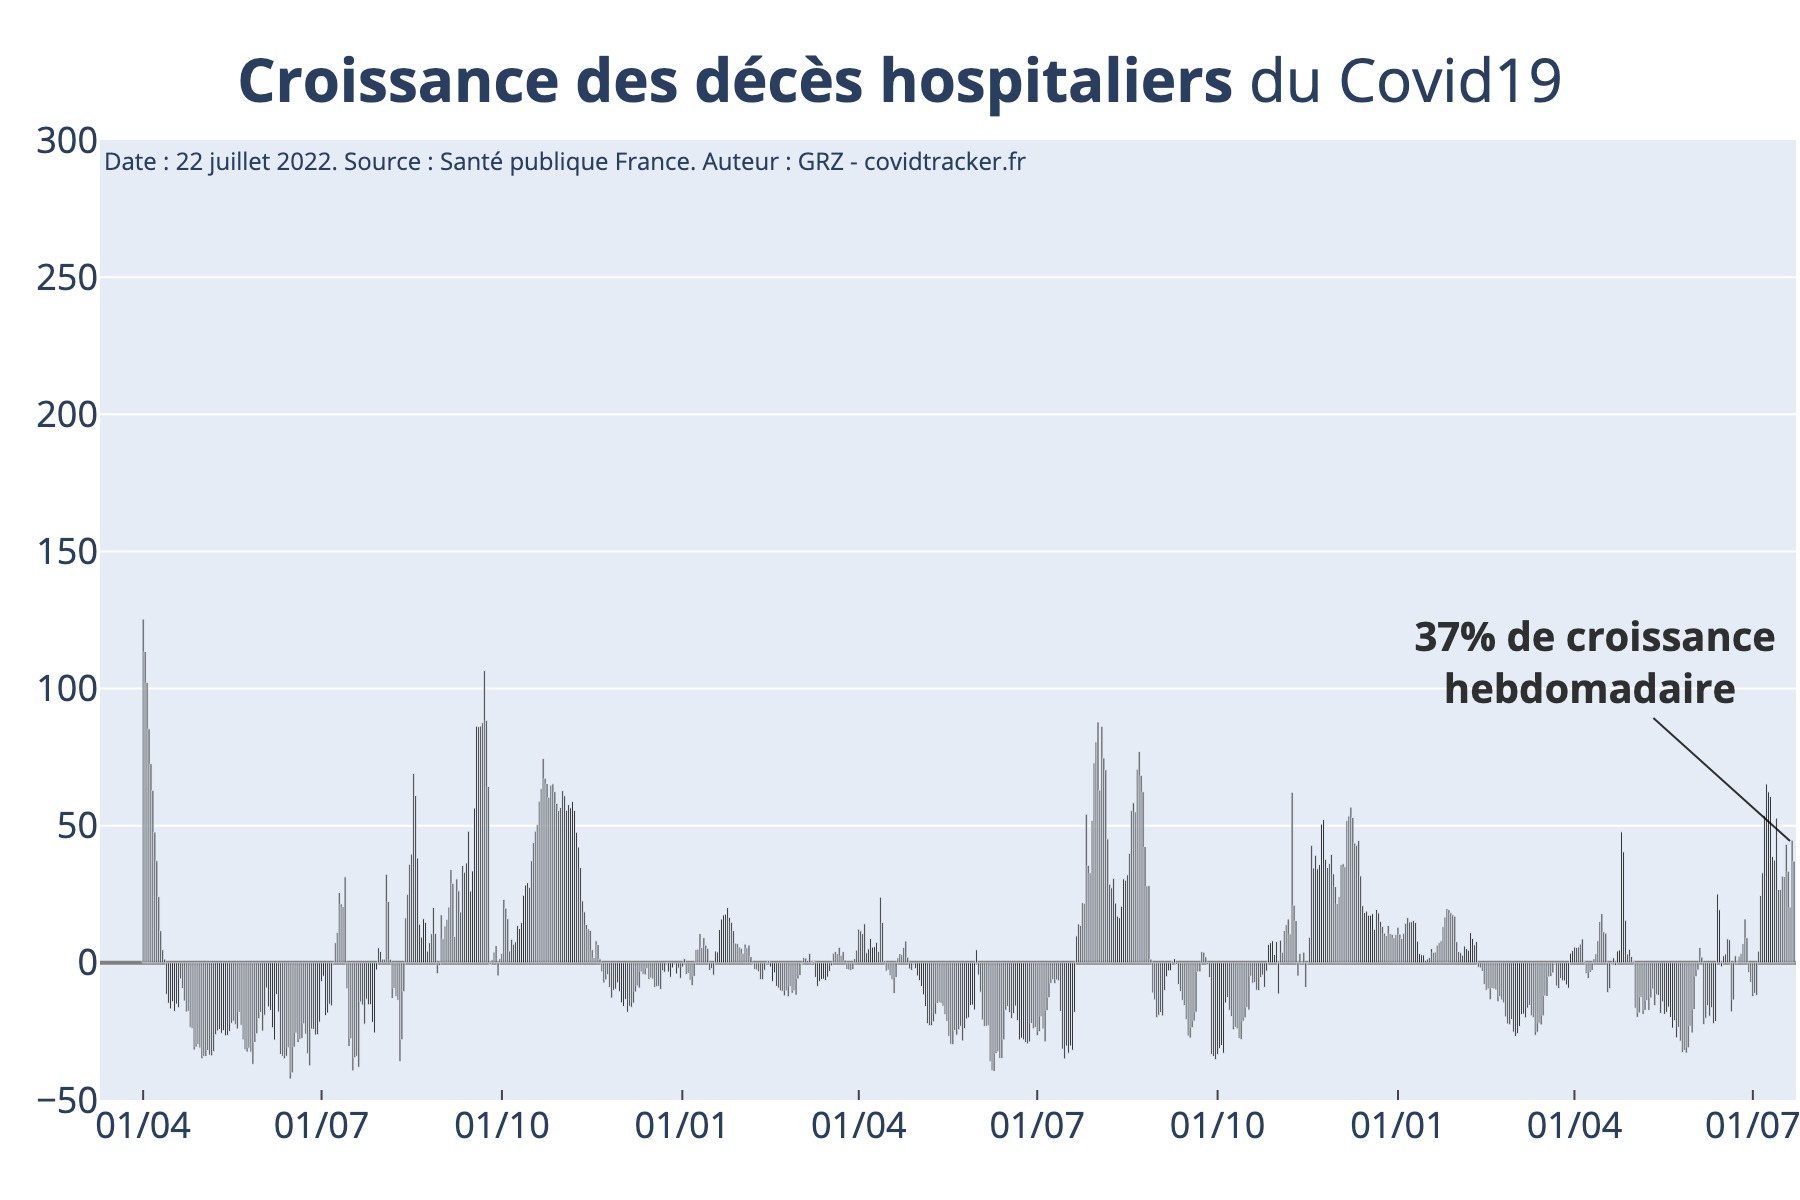 Croissance des décès hospitaliers du Covid19
300
Date : 22 juillet 2022. Source : Santé publique France. Auteur : GRZ - covidtracker.fr
250
200
150
37% de croissance
hebdomadaire
100
50
0
−50
01/04 01/07 01/10 01/01 01/04 01/07 01/10 01/01 01/04 01/07